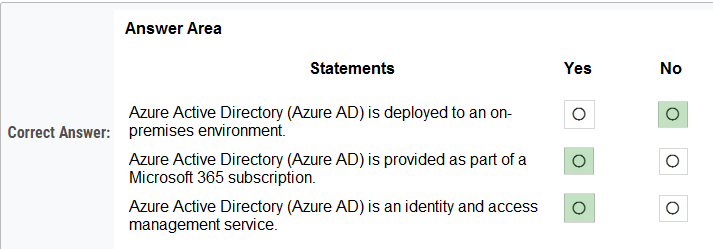 Answer Area
Statements Yes No
Correct Answer:
Azure Active Directory (Azure AD) is deployed to an on-
premises environment.
Azure Active Directory (Azure AD) is provided as part of a
Microsoft 365 subscription.
Azure Active Directory (Azure AD) is an identity and access
management service.